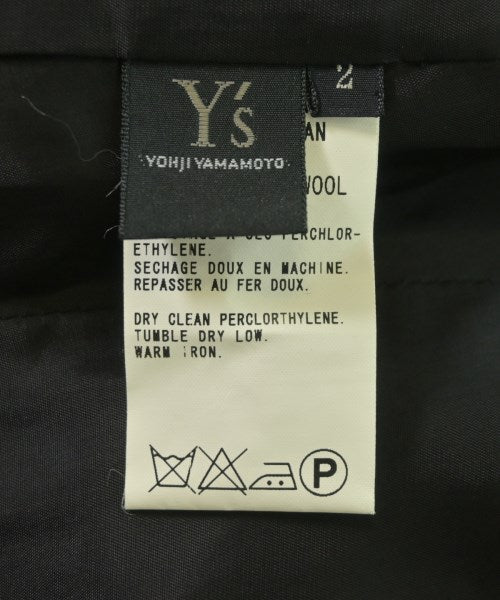 Y's
YOHJI YAMAMOTO
2
WOOL
ETHYLENE.
SECHAGE DOUX EN MACHINE.
REPASSER AU FER DOUX.
DRY CLEAN PERCLORTHYLENE.
TUMBLE DRY LOW.
WARM IRON.
P